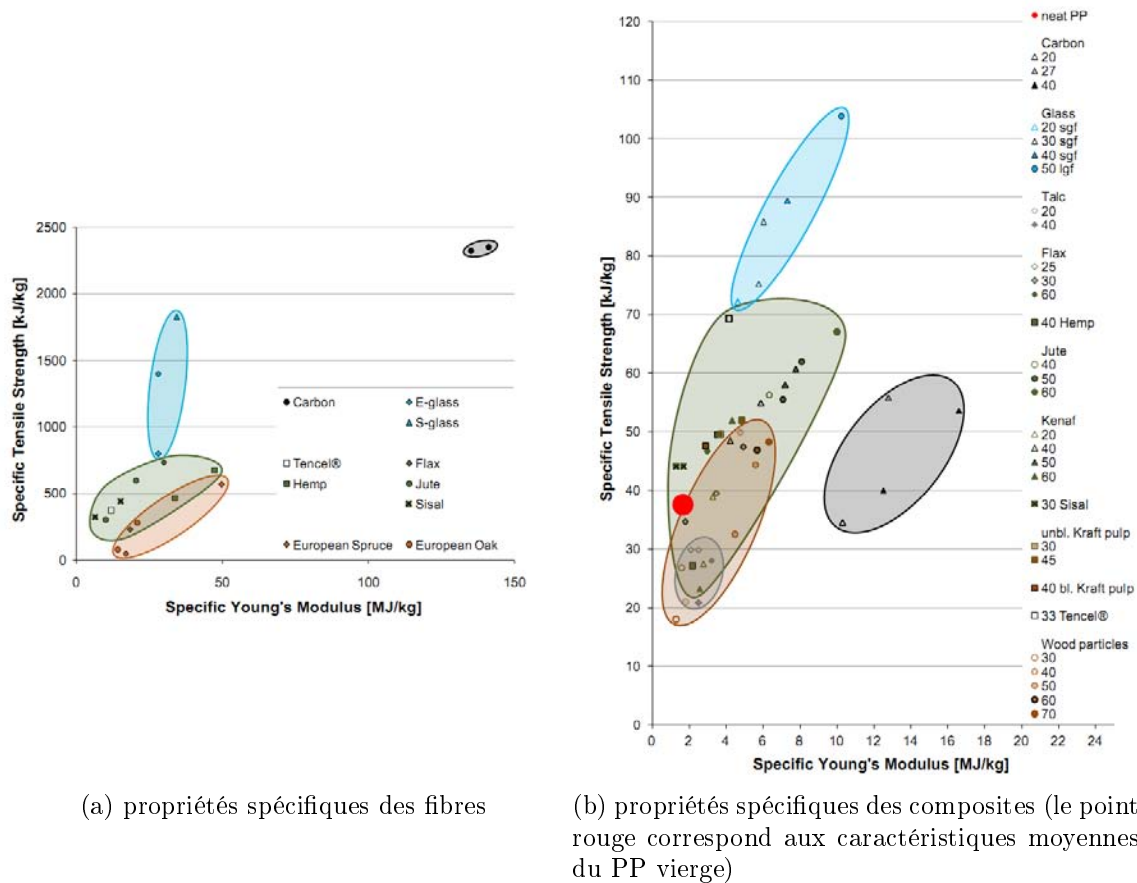 Specific Tensile Strength [kJ/kg]
2500
2000
1500
1000
500
0
0
50
100
150
Specific Young's Modulus [MJ/kg]
Carbon
E-glass
S-glass
Tencel®
Flax
Hemp
Jute
Sisal
European Spruce
European Oak
(a) propriétés spécifiques des fibres
Specific Tensile Strength [kJ/kg]
120
110
100
90
80
70
60
50
40
30
20
10
0
0 2 4 6 8 10 12 14 16 18 20 22 24
Specific Young's Modulus [MJ/kg]
neat PP
Carbon
20
27
40
Glass
20 sgf
30 sgf
40 sgf
50 lgf
Talc
20
40
Flax
25
30
60
40 Hemp
Jute
40
50
60
Kenaf
20
40
50
60
30 Sisal
unbl. Kraft pulp
30
45
40 bl. Kraft pulp
33 Tencel®
Wood particles
30
40
50
60
70
(b) propriétés spécifiques des composites (le point
rouge correspond aux caractéristiques moyennes
du PP vierge)